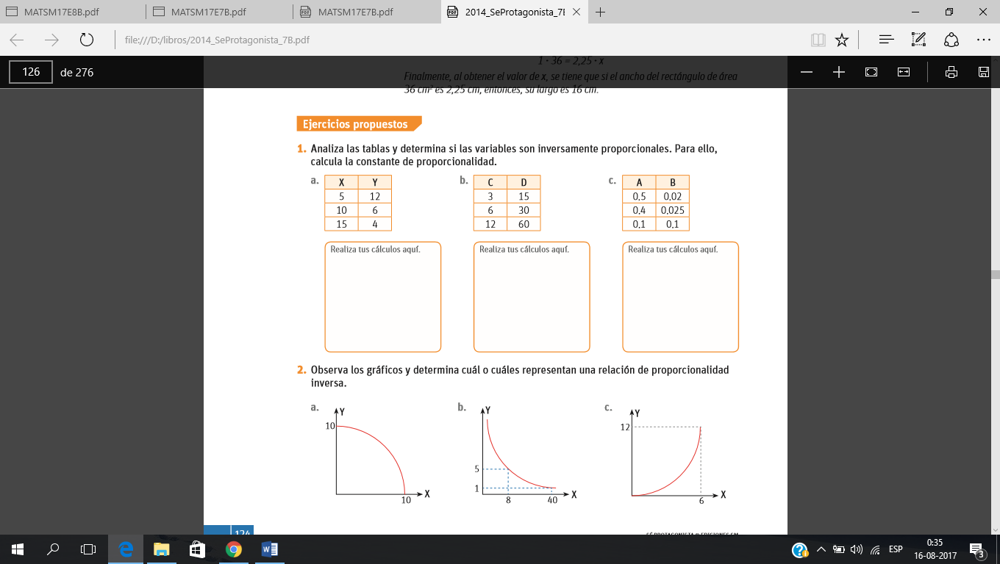 MATSM17E8B.pdf MATSM17E7B.pdf MATSM17E7B.pdf 2014_SeProtagonista_7
file:///D:/libros/2014_SeProtagonista_7B.pdf
126 de 276
1 · 36 = 2,25 · x
Finalmente, al obtener el valor de x, se tiene que si el ancho del rectángulo de área
36 cm² es 2,25 cm, entonces, su largo es 16 cm.
Ejercicios propuestos
1. Analiza las tablas y determina si las variables son inversamente proporcionales. Para ello,
calcula la constante de proporcionalidad.
a.
X Y
5 12
10 6
15 4
b.
C D
3 15
6 30
12 60
c.
A B
0,5 0,02
0,4 0,025
0,1 0,1
Realiza tus cálculos aquí.
Realiza tus cálculos aquí.
Realiza tus cálculos aquí.
2. Observa los gráficos y determina cuál o cuáles representan una relación de proporcionalidad
inversa.
a.
Y
10
10
X
b.
Y
5
1
8
40
X
c.
Y
12
6
X
124
ESP
0:35
16-08-2017
3